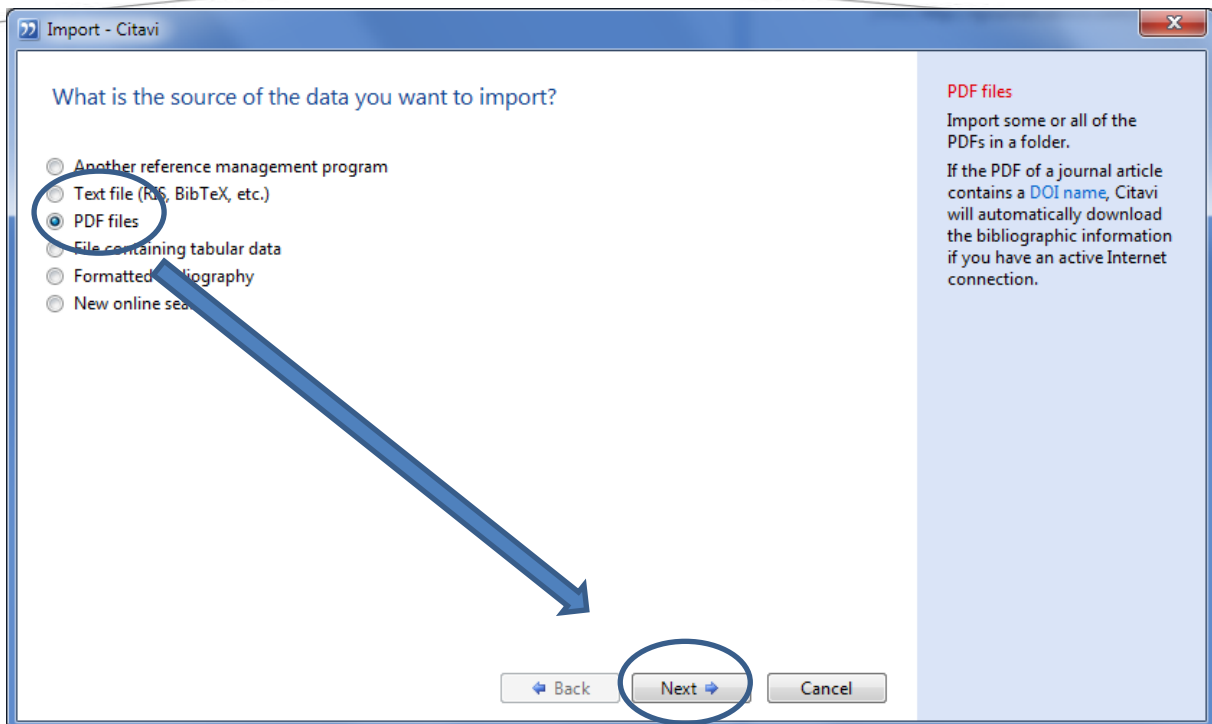 Import - Citavi
What is the source of the data you want to import?
Another reference management program
Text file (RIS, BibTeX, etc.)
PDF files
File containing tabular data
Formatted bibliography
New online sea
Back
Next
Cancel
PDF files
Import some or all of the
PDFs in a folder.
If the PDF of a journal article
contains a DOI name, Citavi
will automatically download
the bibliographic information
if you have an active Internet
connection.